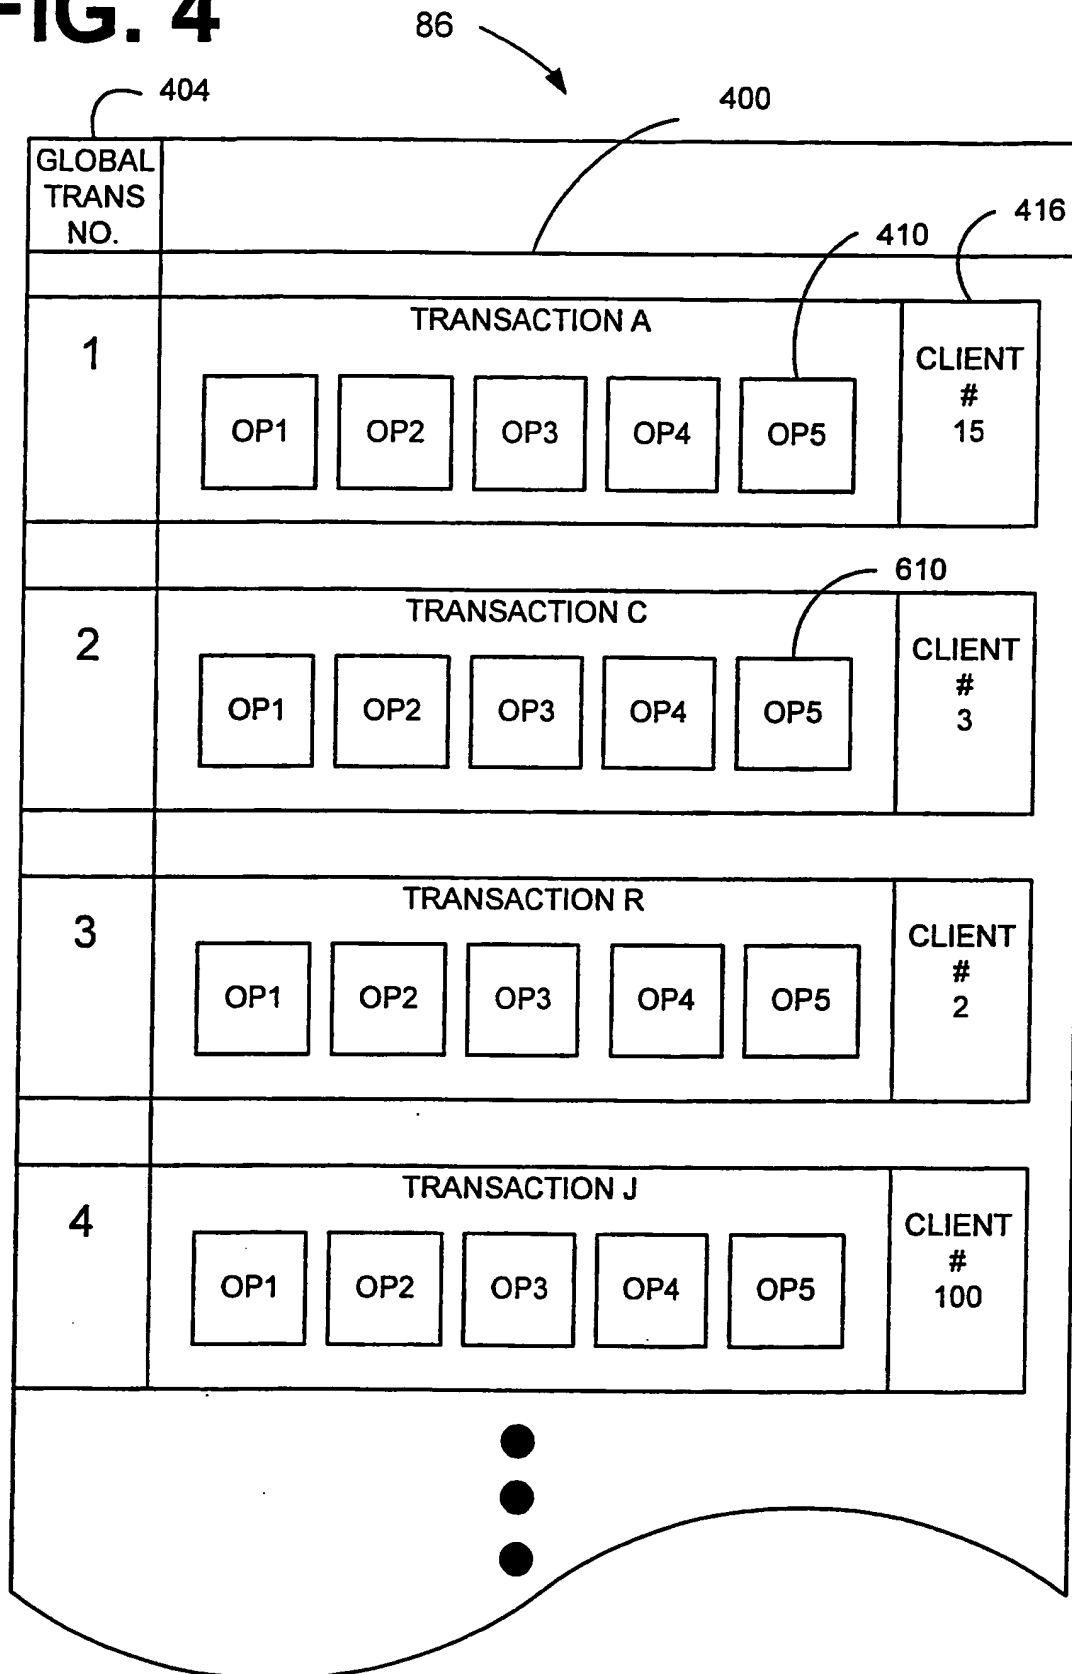 FIG. 4
86
404
400
GLOBAL
TRANS
NO.
416
410
TRANSACTION A
1
CLIENT
#
15
OP1 OP2 OP3 OP4 OP5
610
TRANSACTION C
2
CLIENT
#
3
OP1 OP2 OP3 OP4 OP5
TRANSACTION R
3
CLIENT
#
2
OP1 OP2 OP3 OP4 OP5
TRANSACTION J
4
CLIENT
#
100
OP1 OP2 OP3 OP4 OP5